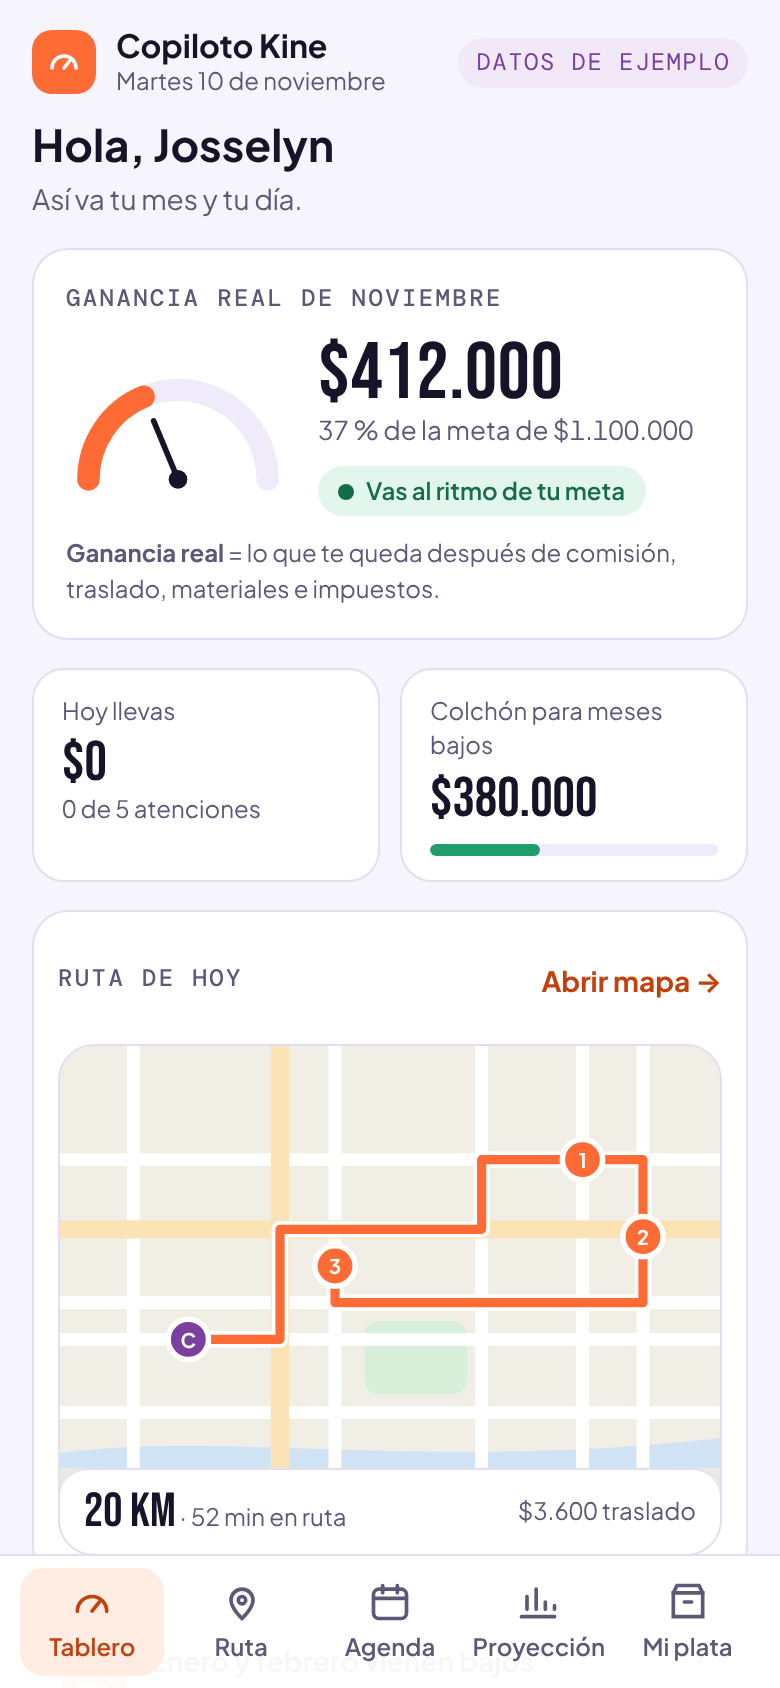 Copiloto Kine
Martes 10 de noviembre
DATOS DE EJEMPLO
Hola, Josselyn
Así va tu mes y tu día.
GANANCIA REAL DE NOVIEMBRE
$412.000
37 % de la meta de $1.100.000
Vas al ritmo de tu meta
Ganancia real = lo que te queda después de comisión,
traslado, materiales e impuestos.
Hoy llevas
$0
0 de 5 atenciones
Colchón para meses
bajos
$380.000
RUTA DE HOY
Abrir mapa →
1
2
3
C
20 KM · 52 min en ruta
$3.600 traslado
Tablero
Ruta
Agenda
Proyección
Mi plata
Enero y febrero vienen bajos